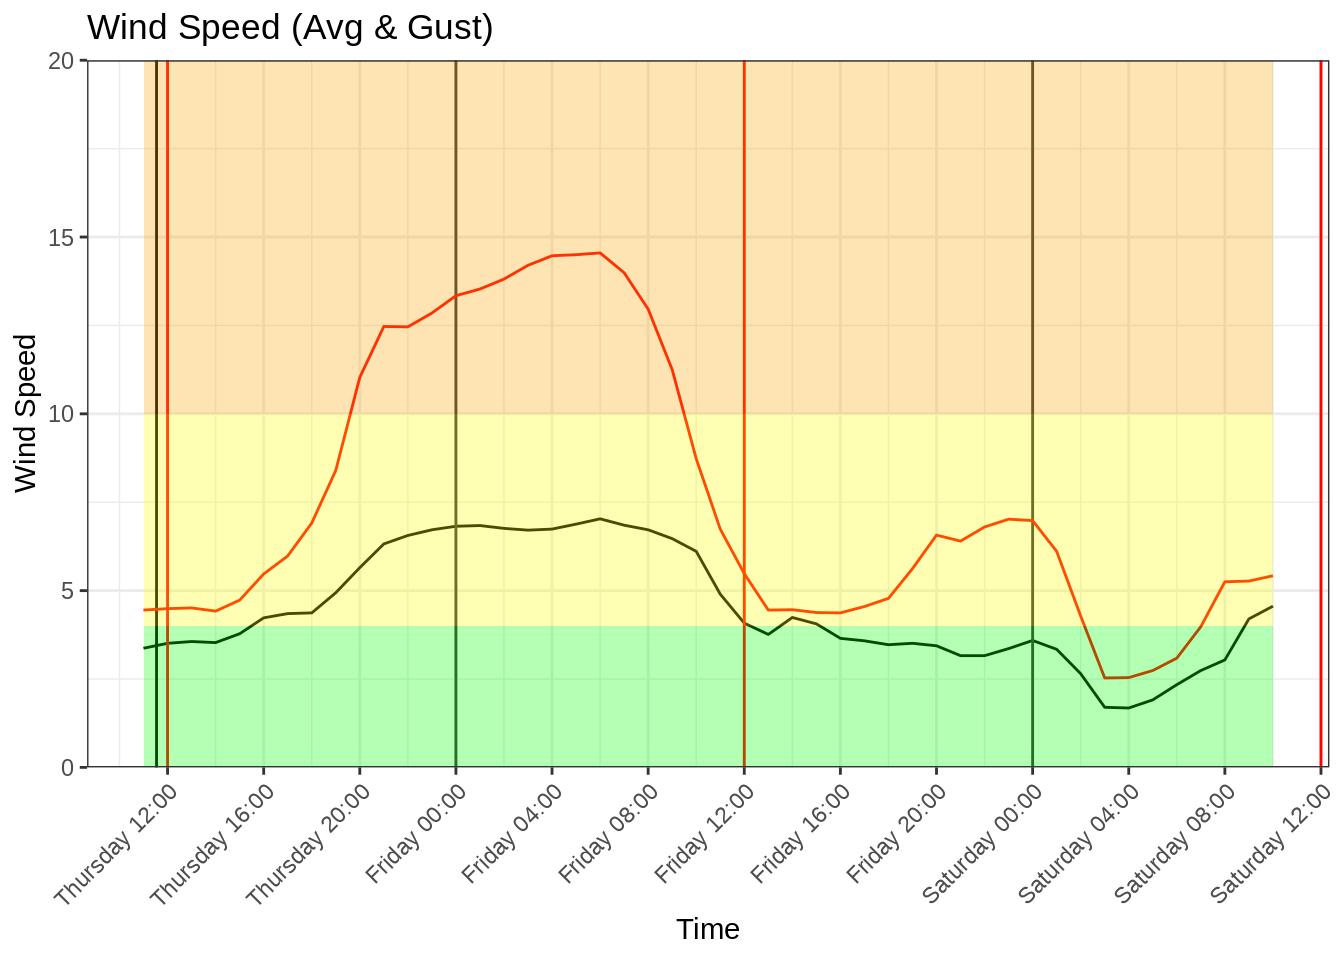 Wind Speed (Avg & Gust)
Wind Speed
20
15
10
5
0
Thursday 12:00
Thursday 16:00
Thursday 20:00
Friday 00:00
Friday 04:00
Friday 08:00
Friday 12:00
Friday 16:00
Friday 20:00
Saturday 00:00
Saturday 04:00
Saturday 08:00
Saturday 12:00
Time